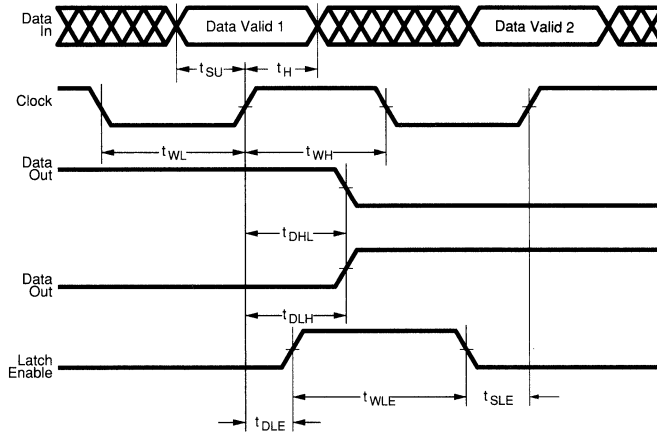 Data In
Data Valid 1
Data Valid 2
tSU
tH
Clock
tWL
tWH
Data Out
tDHL
Data Out
tDLH
Latch Enable
tWLE
tSLE
tDLE